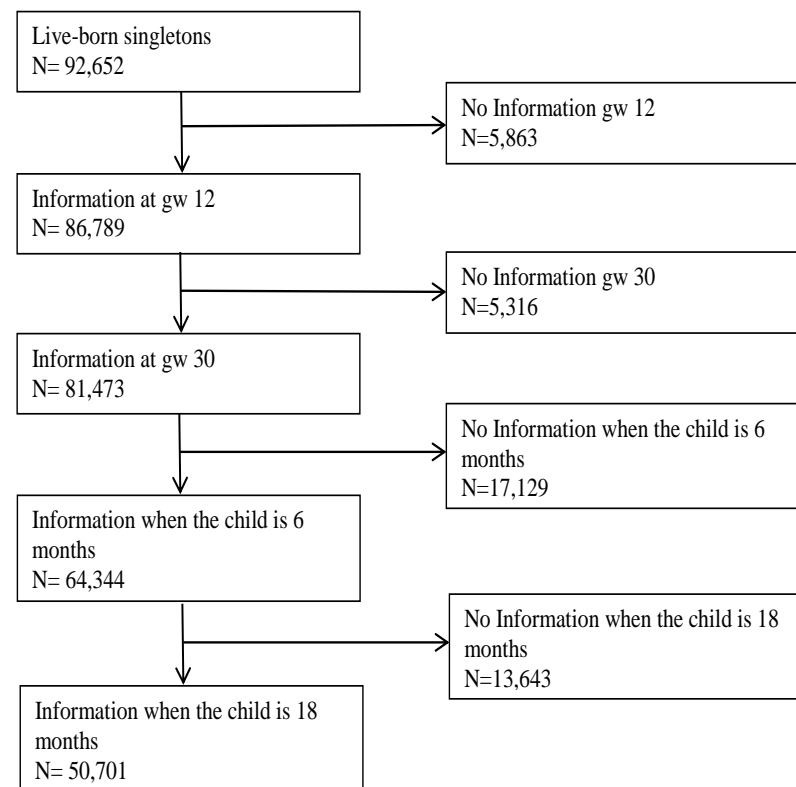 Live-born singletons
N= 92,652
No Information gw 12
N=5,863
Information at gw 12
N= 86,789
No Information gw 30
N=5,316
Information at gw 30
N= 81,473
No Information when the child is 6
months
N=17,129
Information when the child is 6
months
N= 64,344
No Information when the child is 18
months
N=13,643
Information when the child is 18
months
N= 50,701